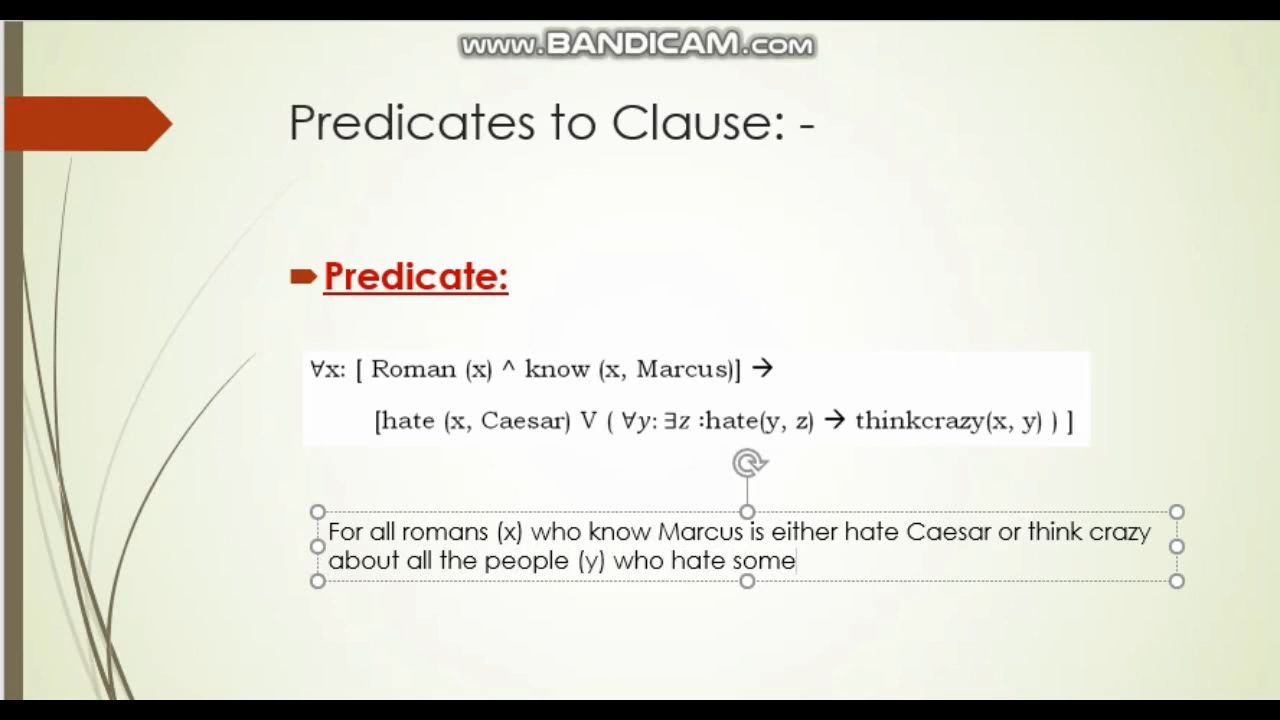 www.BANDICAM.com
Predicates to Clause: -
Predicate:
∀x: [ Roman (x) ^ know (x, Marcus)] →
[hate (x, Caesar) V ( ∀y: ∃z :hate(y, z) → thinkcrazy(x, y) ) ]
For all romans (x) who know Marcus is either hate Caesar or think crazy
about all the people (y) who hate some